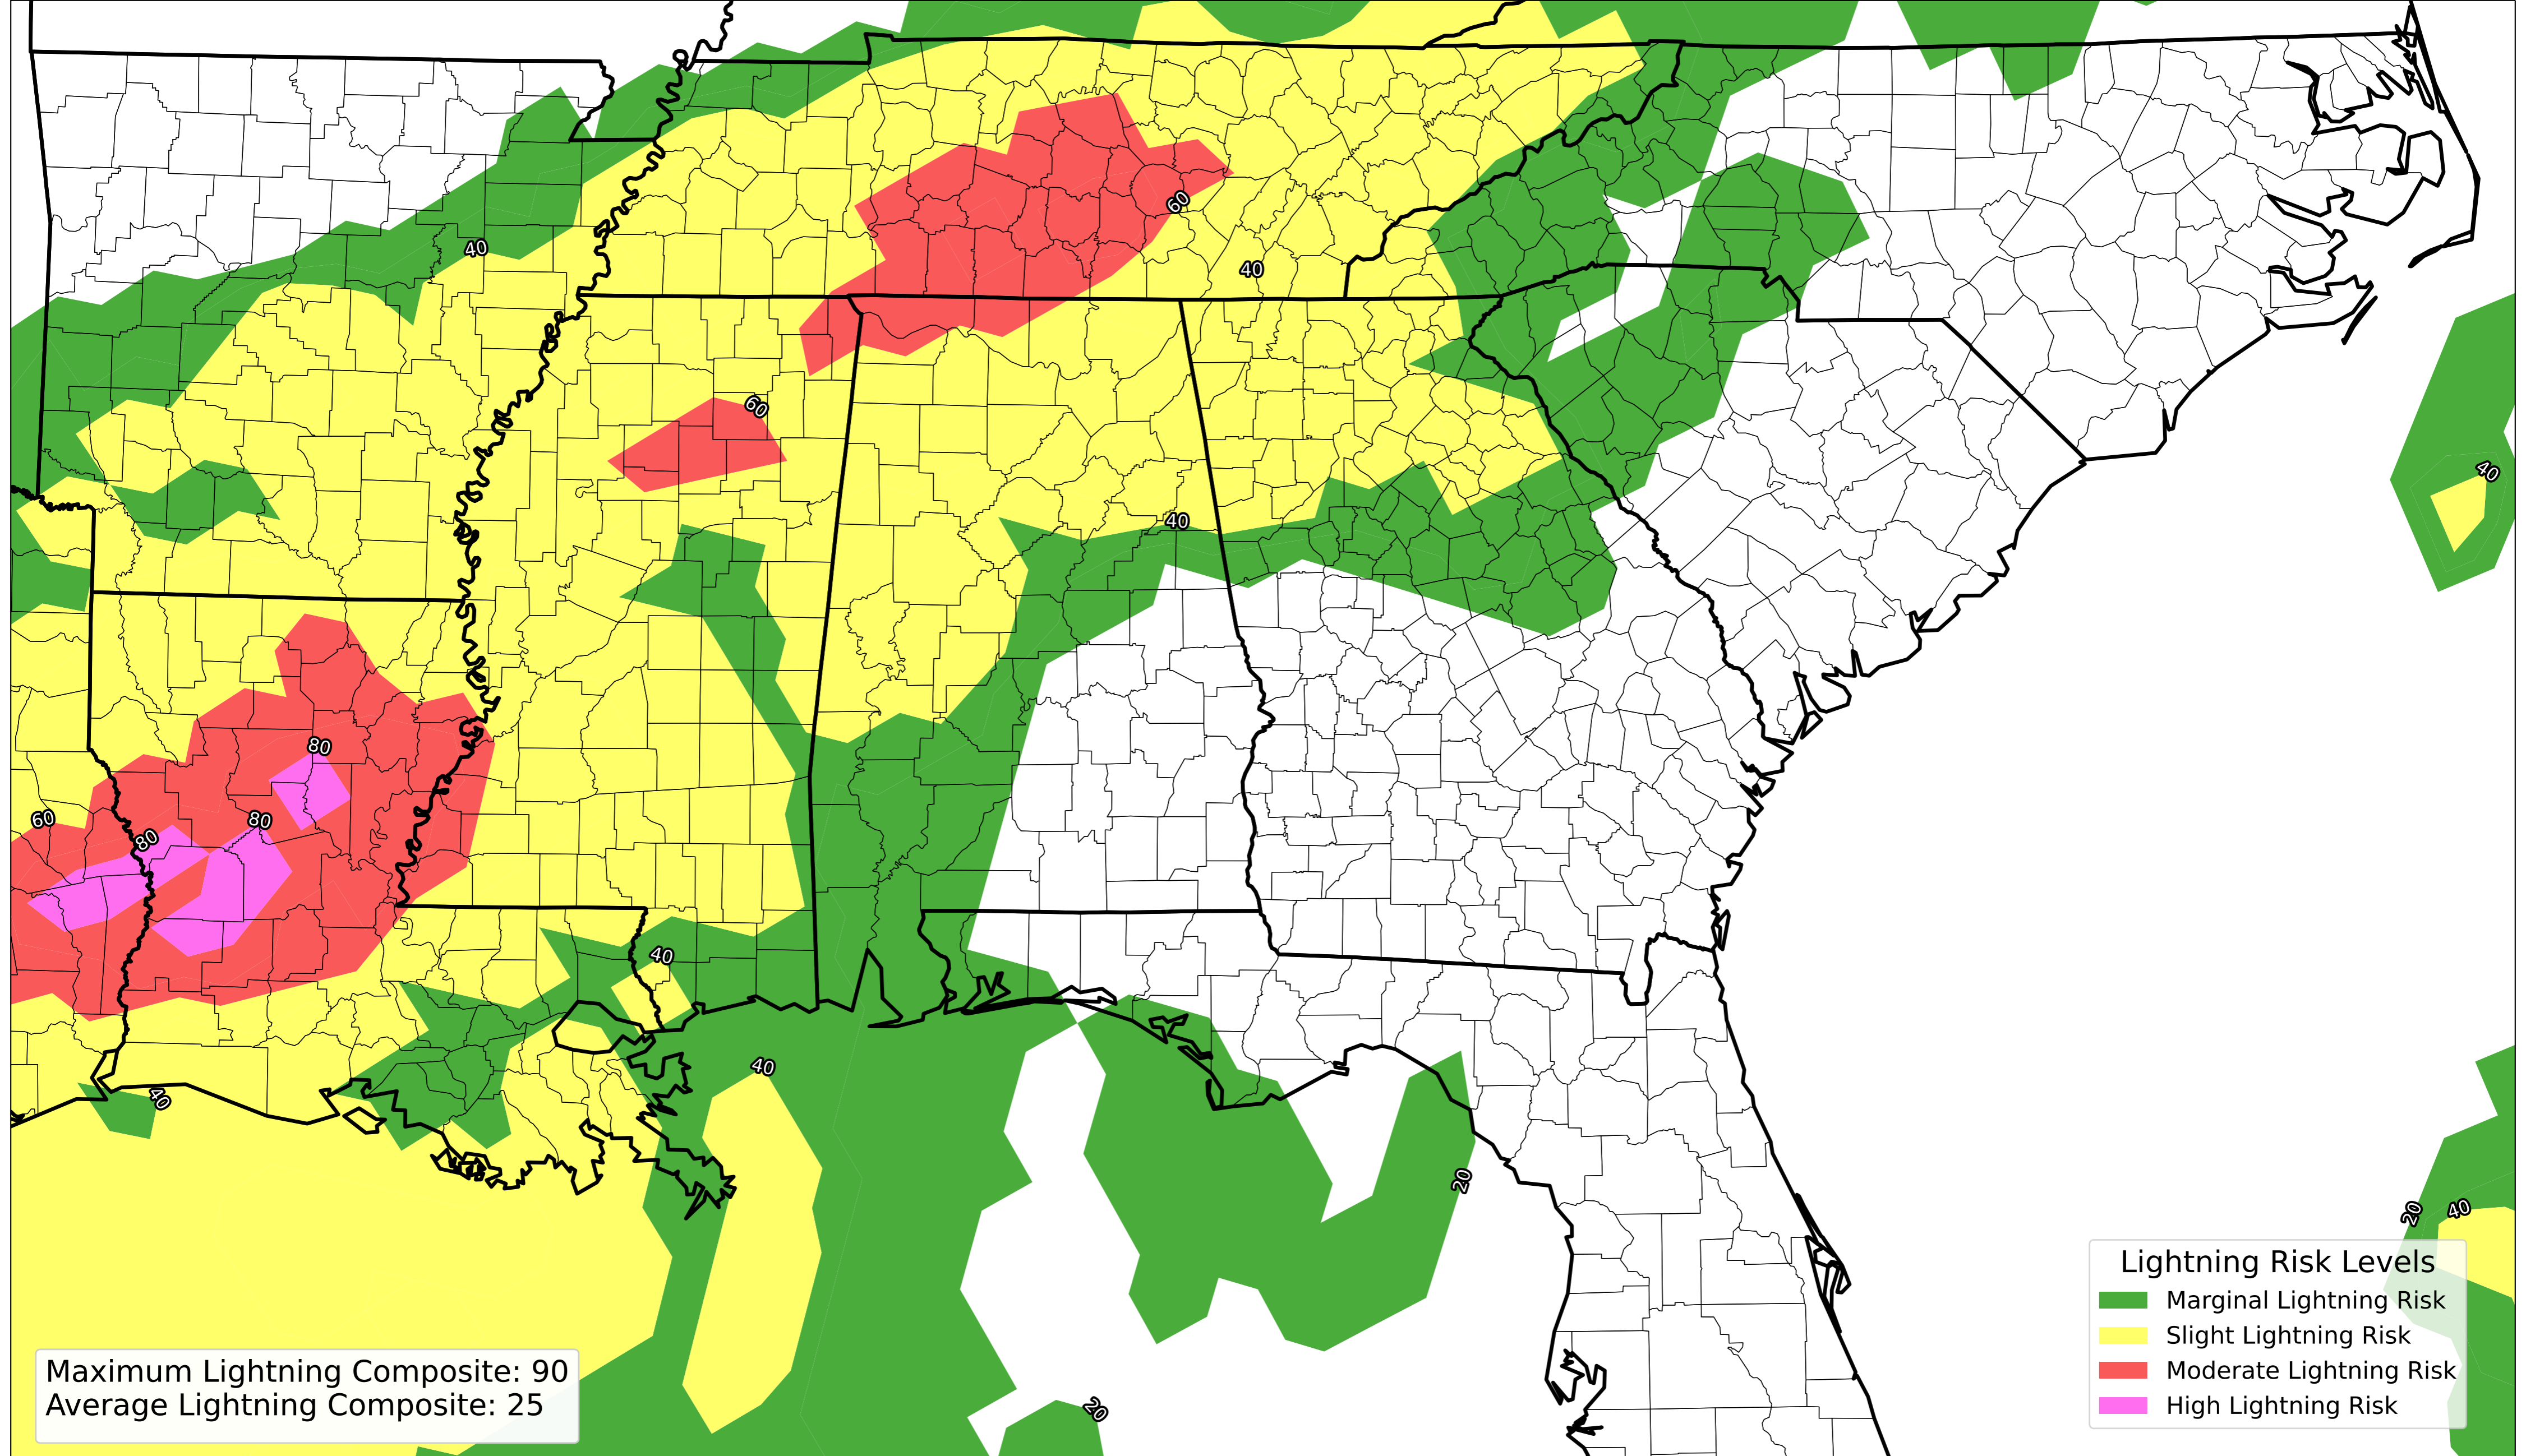 60
40
40
60
40
40
80
80
60
80
40
40
40
20
20
40
20
Lightning Risk Levels
Marginal Lightning Risk
Slight Lightning Risk
Moderate Lightning Risk
High Lightning Risk
Maximum Lightning Composite: 90
Average Lightning Composite: 25